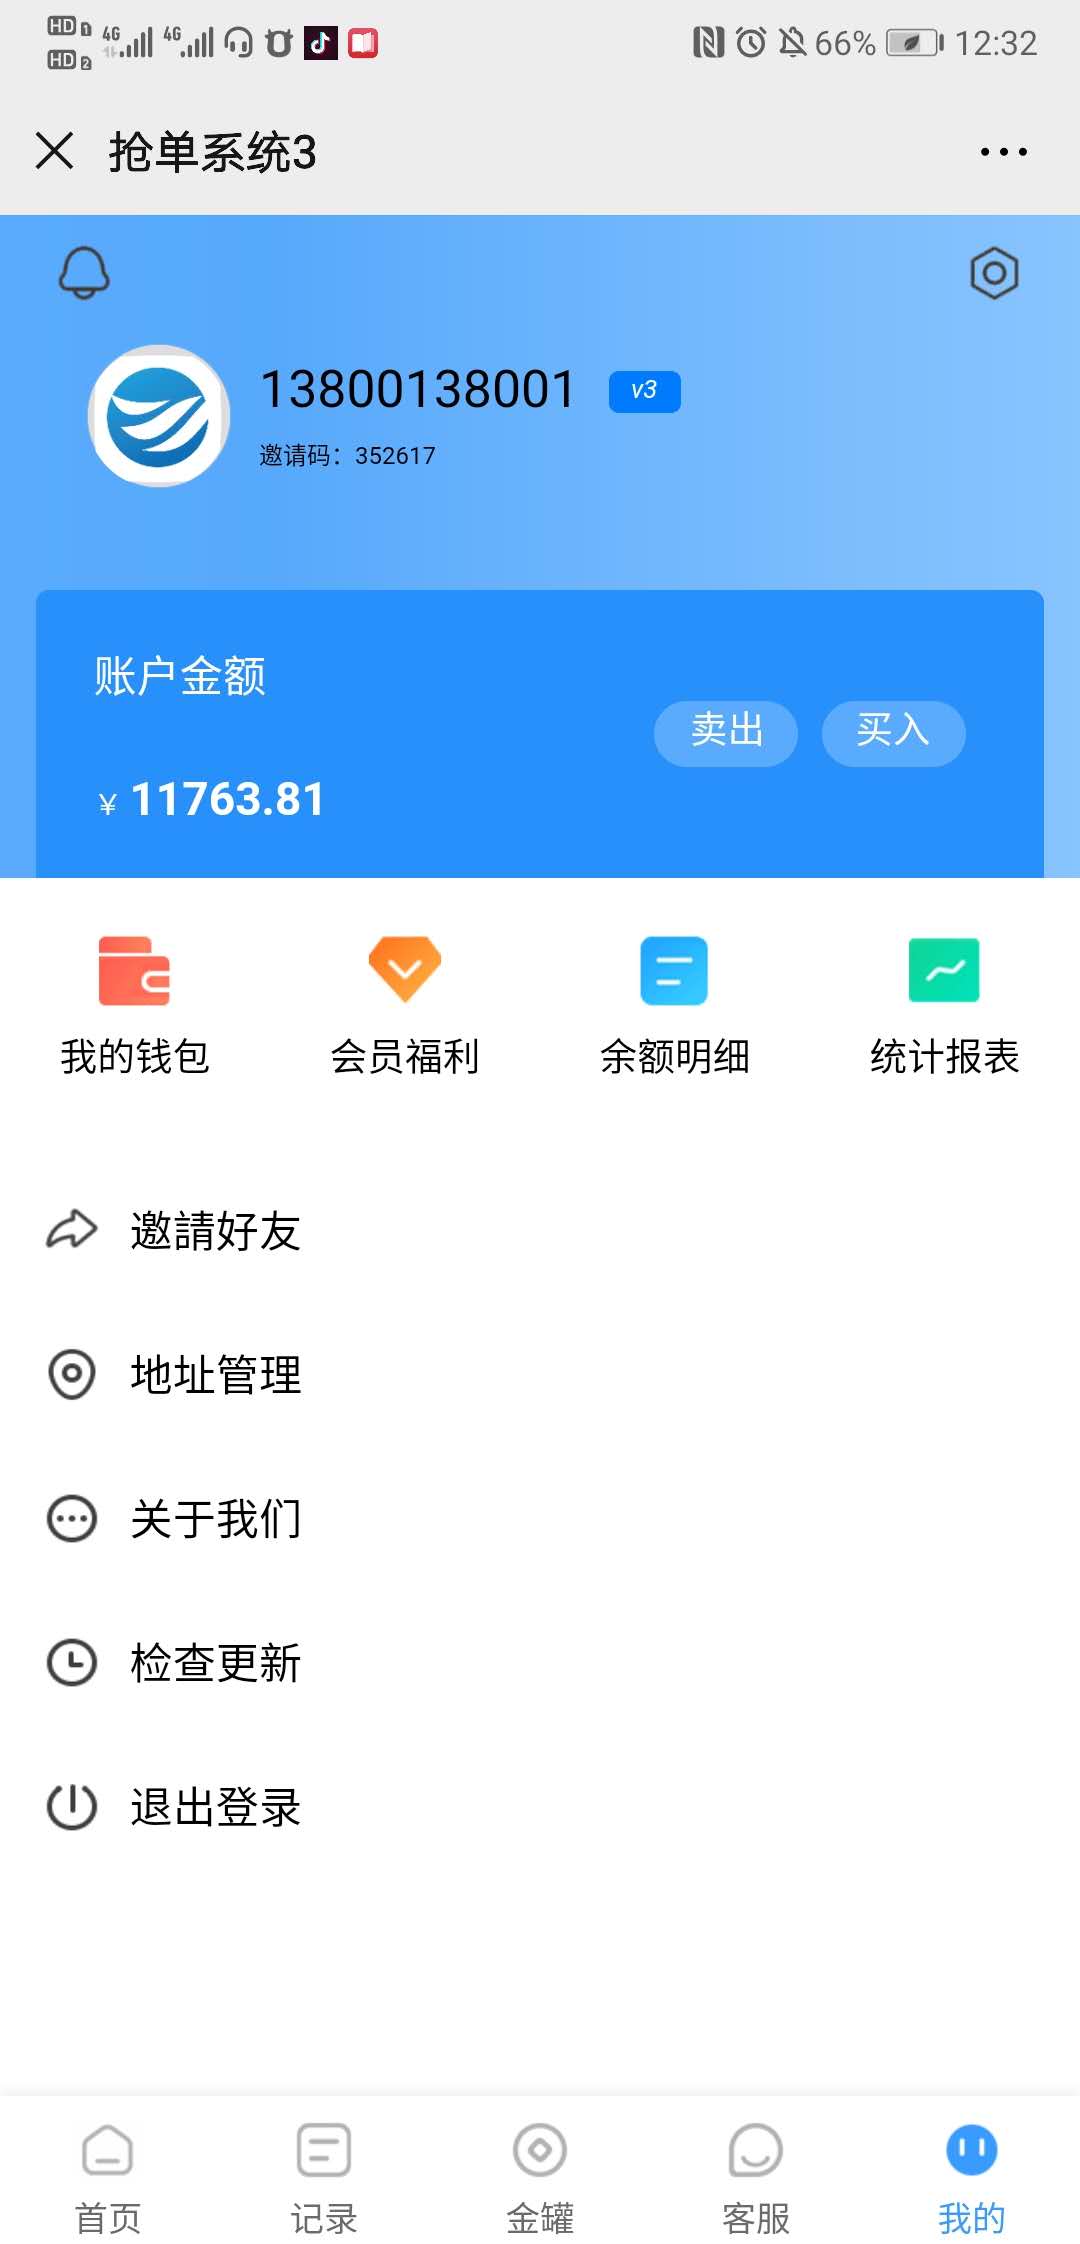 HD 1 4G 4G 66% 12:32
HD 2
抢单系统3
13800138001 v3
邀请码：352617
账户金额
卖出 买入
¥ 11763.81
我的钱包 会员福利 余额明细 统计报表
邀請好友
地址管理
关于我们
检查更新
退出登录
首页 记录 金罐 客服 我的